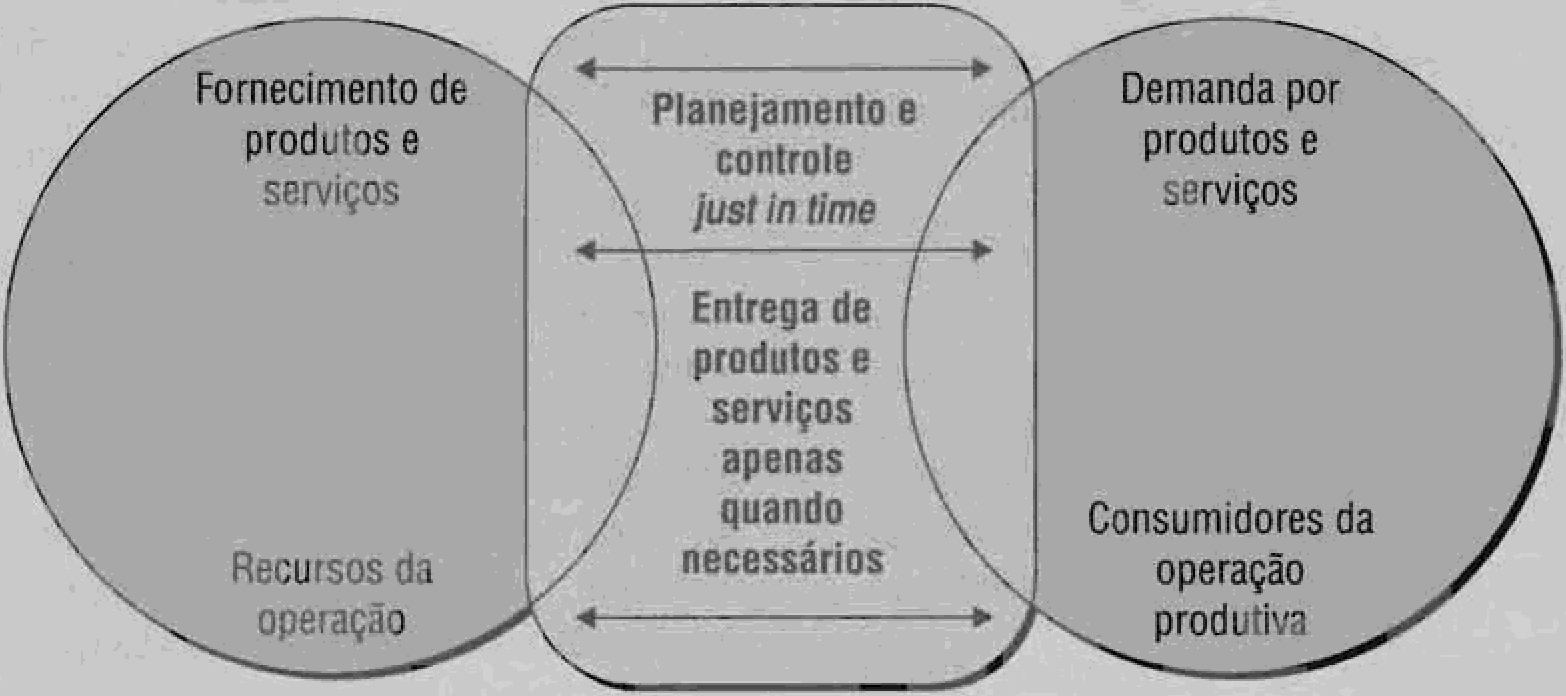 Fornecimento de
produtos e
serviços
Recursos da
operação
Planejamento e
controle
just in time
Entrega de
produtos e
serviços
apenas
quando
necessários
Demanda por
produtos e
serviços
Consumidores da
operação
produtiva